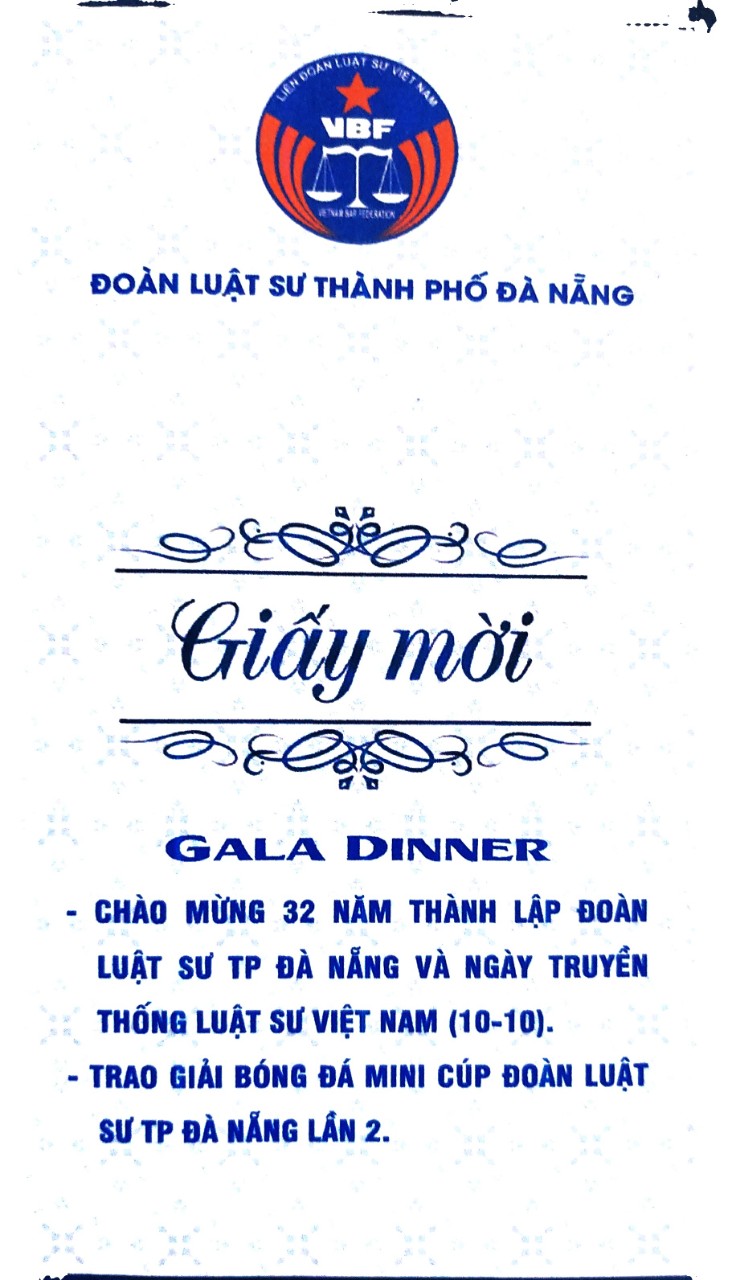 LIÊN ĐOÀN LUẬT SƯ VIỆT NAM
VBF
VIETNAM BAR FEDERATION
ĐOÀN LUẬT SƯ THÀNH PHỐ ĐÀ NẴNG
Giấy mời
GALA DINNER
- CHÀO MỪNG 32 NĂM THÀNH LẬP ĐOÀN
LUẬT SƯ TP ĐÀ NẴNG VÀ NGÀY TRUYỀN
THỐNG LUẬT SƯ VIỆT NAM (10-10).
- TRAO GIẢI BÓNG ĐÁ MINI CÚP ĐOÀN LUẬT
SƯ TP ĐÀ NẴNG LẦN 2.